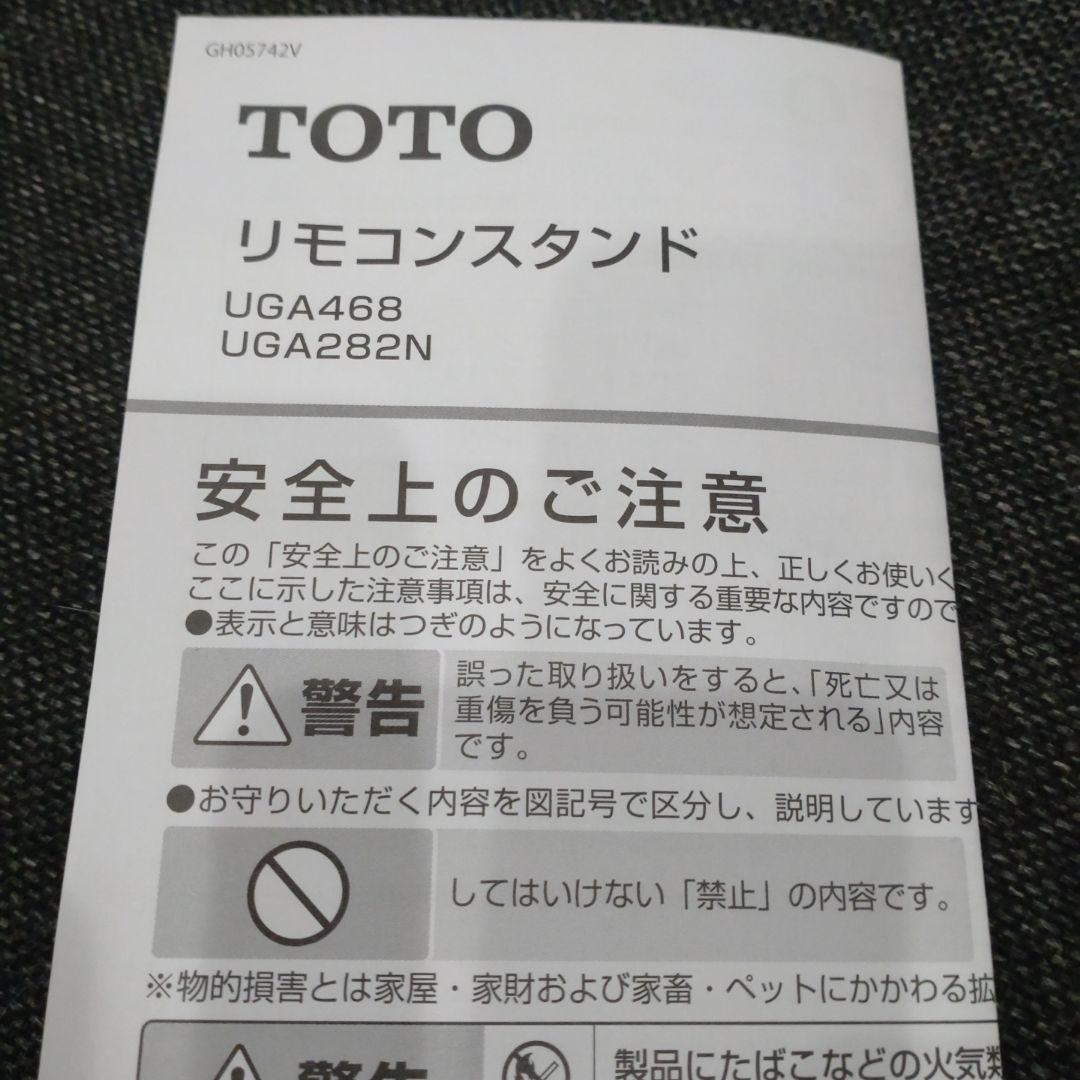 GH05742V
TOTO
リモコンスタンド
UGA468
UGA282N
安全上のご注意
この「安全上のご注意」をよくお読みの上、正しくお使いく
ここに示した注意事項は、安全に関する重要な内容ですので
●表示と意味はつぎのようになっています。
警告
誤った取り扱いをすると、「死亡又は
重傷を負う可能性が想定される」内容
です。
●お守りいただく内容を図記号で区分し、説明しています
してはいけない「禁止」の内容です。
※物的損害とは家屋・家財および家畜・ペットにかかわる拡
警告
製品にたばこなどの火気類